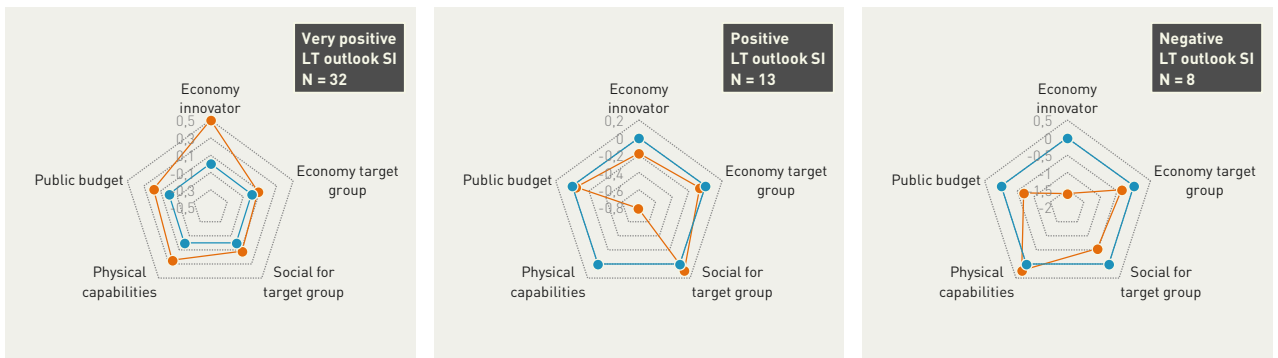 Very positive
LT outlook SI
N = 32
Economy
innovator
0,5
0,3
0,1
-0,1
-0,3
-0,5
Public budget
Economy target
group
Physical
capabilities
Social for
target group
Positive
LT outlook SI
N = 13
Economy
innovator
0,2
0
-0,2
-0,4
-0,6
-0,8
Public budget
Economy target
group
Physical
capabilities
Social for
target group
Negative
LT outlook SI
N = 8
Economy
innovator
0,5
0
-0,5
-1
-1,5
-2
Public budget
Economy target
group
Physical
capabilities
Social for
target group